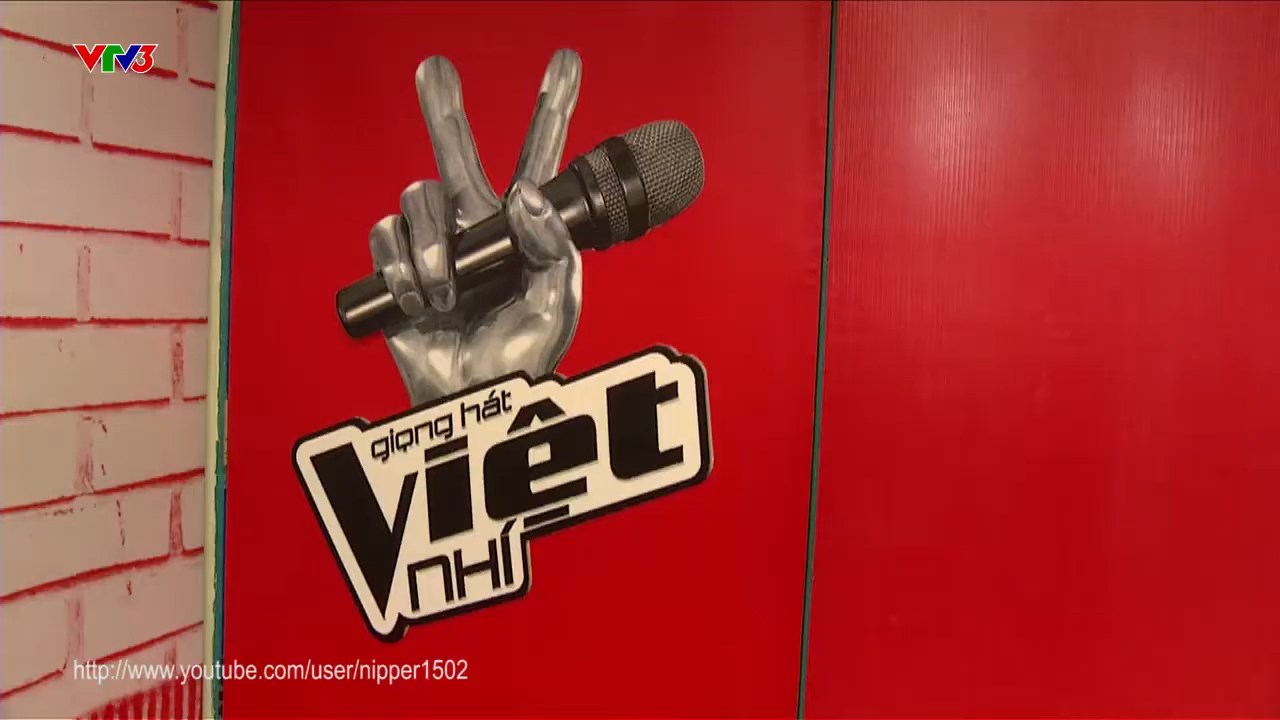 VTV3
giọng hát
Việt
NHÍ
http://www.youtube.com/user/nipper1502